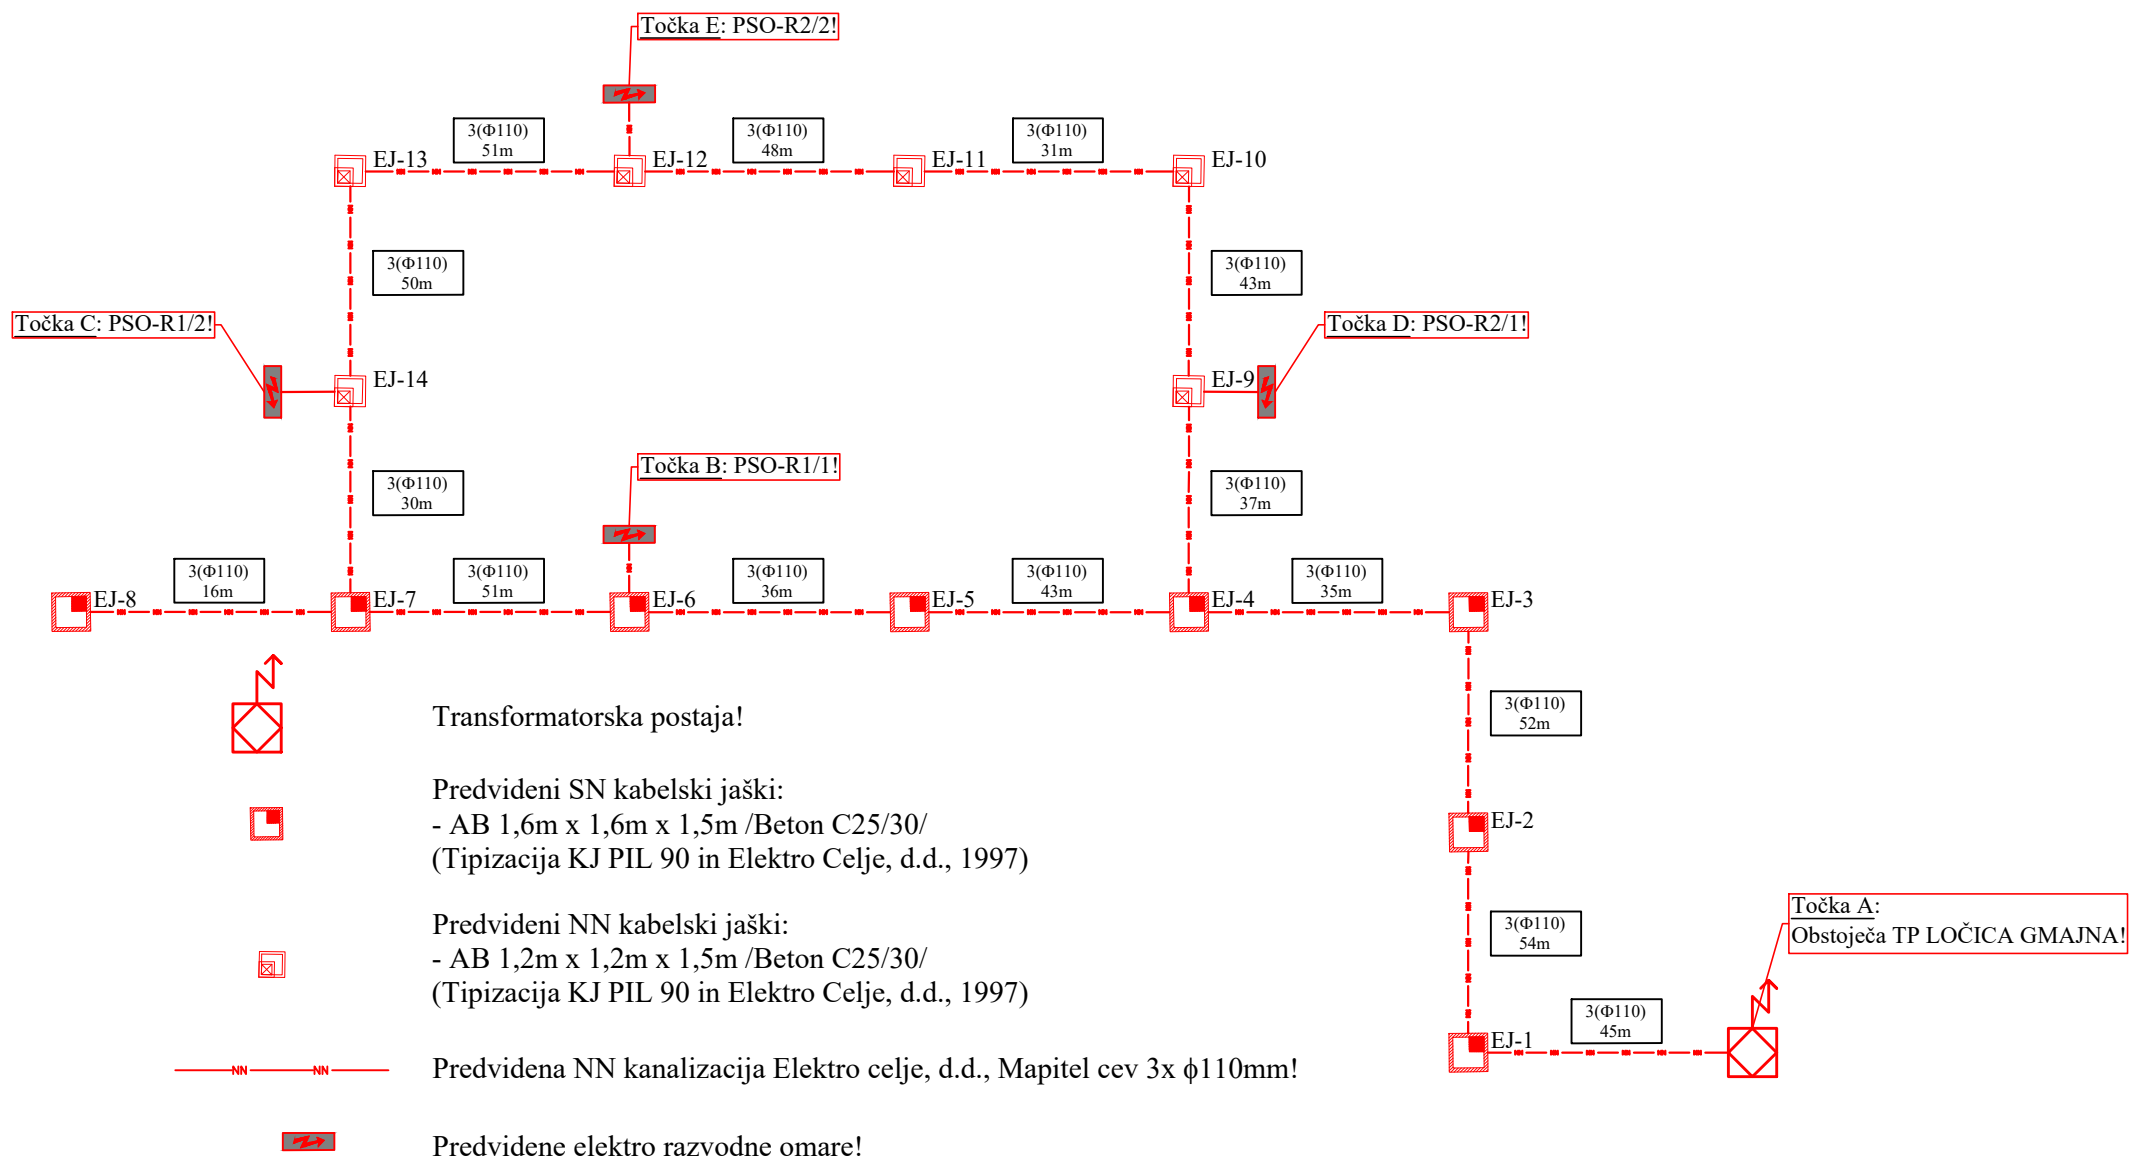 Točka E: PSO-R2/2!
3(Φ110)
51m
3(Φ110)
48m
3(Φ110)
31m
EJ-13
EJ-12
EJ-11
EJ-10
3(Φ110)
50m
3(Φ110)
43m
Točka C: PSO-R1/2!
Točka D: PSO-R2/1!
EJ-14
EJ-9
Točka B: PSO-R1/1!
3(Φ110)
30m
3(Φ110)
37m
3(Φ110)
16m
3(Φ110)
51m
3(Φ110)
36m
3(Φ110)
43m
3(Φ110)
35m
EJ-8
EJ-7
EJ-6
EJ-5
EJ-4
EJ-3
3(Φ110)
52m
Transformatorska postaja!
Predvideni SN kabelski jaški:
- AB 1,6m x 1,6m x 1,5m /Beton C25/30/
(Tipizacija KJ PIL 90 in Elektro Celje, d.d., 1997)
EJ-2
Predvideni NN kabelski jaški:
- AB 1,2m x 1,2m x 1,5m /Beton C25/30/
(Tipizacija KJ PIL 90 in Elektro Celje, d.d., 1997)
3(Φ110)
54m
Točka A:
Obstoječa TP LOČICA GMAJNA!
3(Φ110)
45m
EJ-1
NN NN
Predvidena NN kanalizacija Elektro celje, d.d., Mapitel cev 3x ϕ110mm!
Predvidene elektro razvodne omare!